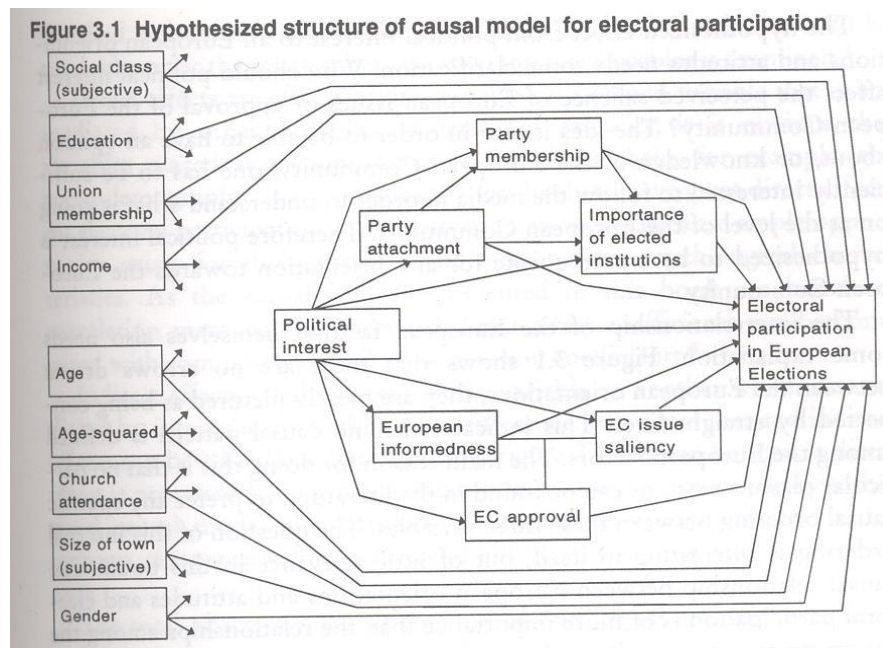 Figure 3.1 Hypothesized structure of causal model for electoral participation
Social class
(subjective)
Education
Union
membership
Income
Age
Age-squared
Church
attendance
Size of town
(subjective)
Gender
Party
membership
Party
attachment
Importance
of elected
institutions
Political
interest
European
informedness
EC issue
saliency
EC approval
participation
in European
Elections